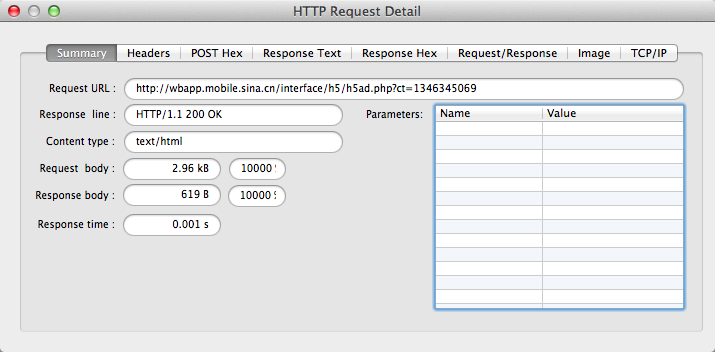 HTTP Request Detail
Summary Headers POST Hex Response Text Response Hex Request/Response Image TCP/IP
Request URL : http://wbapp.mobile.sina.cn/interface/h5/h5ad.php?ct=1346345069
Response line : HTTP/1.1 200 OK Parameters: Name Value
Content type : text/html
Request body : 2.96 kB 10000
Response body : 619 B 10000
Response time : 0.001 s